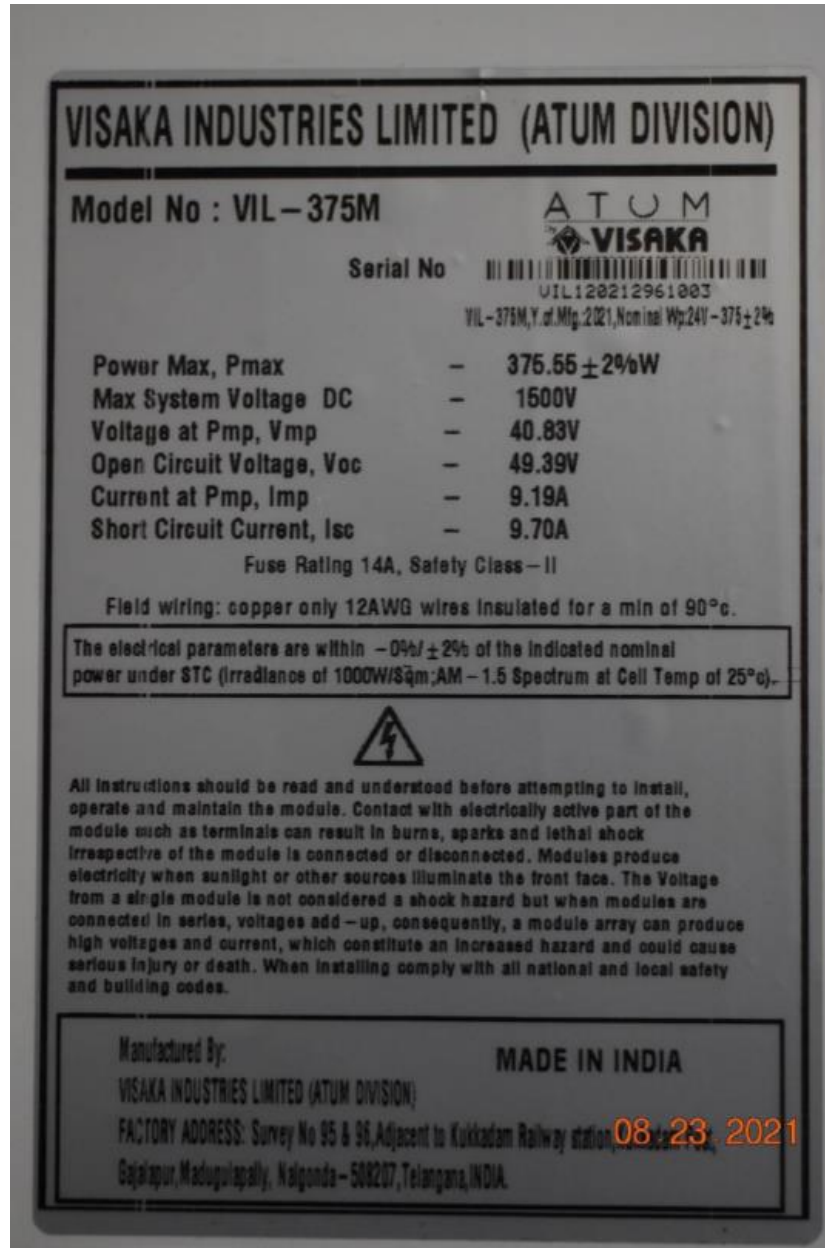 VISAKA INDUSTRIES LIMITED (ATUM DIVISION)
Model No : VIL-375M
ATUM
By VISAKA
Serial No
VIL120212961003
VIL-375M,Y.of.Mfg:2021,Nominal Wp:24V-375±2%
Power Max, Pmax - 375.55±2%W
Max System Voltage DC - 1500V
Voltage at Pmp, Vmp - 40.83V
Open Circuit Voltage, Voc - 49.39V
Current at Pmp, Imp - 9.19A
Short Circuit Current, Isc - 9.70A
Fuse Rating 14A, Safety Class-II
Field wiring: copper only 12AWG wires insulated for a min of 90°c.
The electrical parameters are within -0%/±2% of the indicated nominal
power under STC (irradiance of 1000W/Sqm;AM-1.5 Spectrum at Cell Temp of 25°c).
All instructions should be read and understood before attempting to install,
operate and maintain the module. Contact with electrically active part of the
module such as terminals can result in burns, sparks and lethal shock
irrespective of the module is connected or disconnected. Modules produce
electricity when sunlight or other sources illuminate the front face. The Voltage
from a single module is not considered a shock hazard but when modules are
connected in series, voltages add-up, consequently, a module array can produce
high voltages and current, which constitute an increased hazard and could cause
serious injury or death. When installing comply with all national and local safety
and building codes.
Manufactured By:
MADE IN INDIA
VISAKA INDUSTRIES LIMITED (ATUM DIVISION)
FACTORY ADDRESS: Survey No 95 & 96,Adjacent to Kukkadam Railway station,
08 23 2021
Gajalapur,Madugulapally, Nalgonda-508207,Telangana,INDIA.